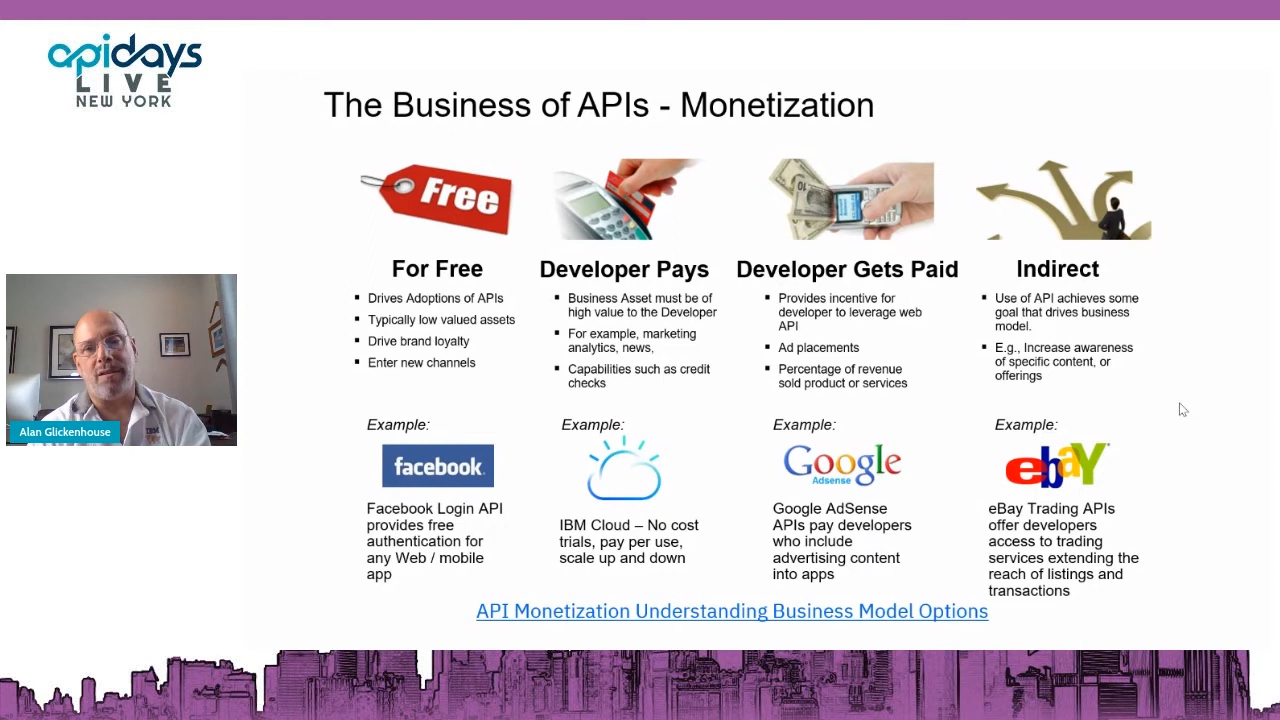 apidays
LIVE
NEW YORK
The Business of APIs - Monetization
Free
For Free
▪ Drives Adoptions of APIs
▪ Typically low valued assets
▪ Drive brand loyalty
▪ Enter new channels
Example:
facebook
Facebook Login API
provides free
authentication for
any Web / mobile
app
Developer Pays
▪ Business Asset must be of
high value to the Developer
▪ For example, marketing
analytics, news,
▪ Capabilities such as credit
checks
Example:
IBM Cloud – No cost
trials, pay per use,
scale up and down
10
Developer Gets Paid
▪ Provides incentive for
developer to leverage web
API
▪ Ad placements
▪ Percentage of revenue
sold product or services
Example:
Google
Adsense
Google AdSense
APIs pay developers
who include
advertising content
into apps
Indirect
▪ Use of API achieves some
goal that drives business
model.
▪ E.g., Increase awareness
of specific content, or
offerings
Example:
ebaY
eBay Trading APIs
offer developers
access to trading
services extending the
reach of listings and
transactions
API Monetization Understanding Business Model Options
Alan Glickenhouse